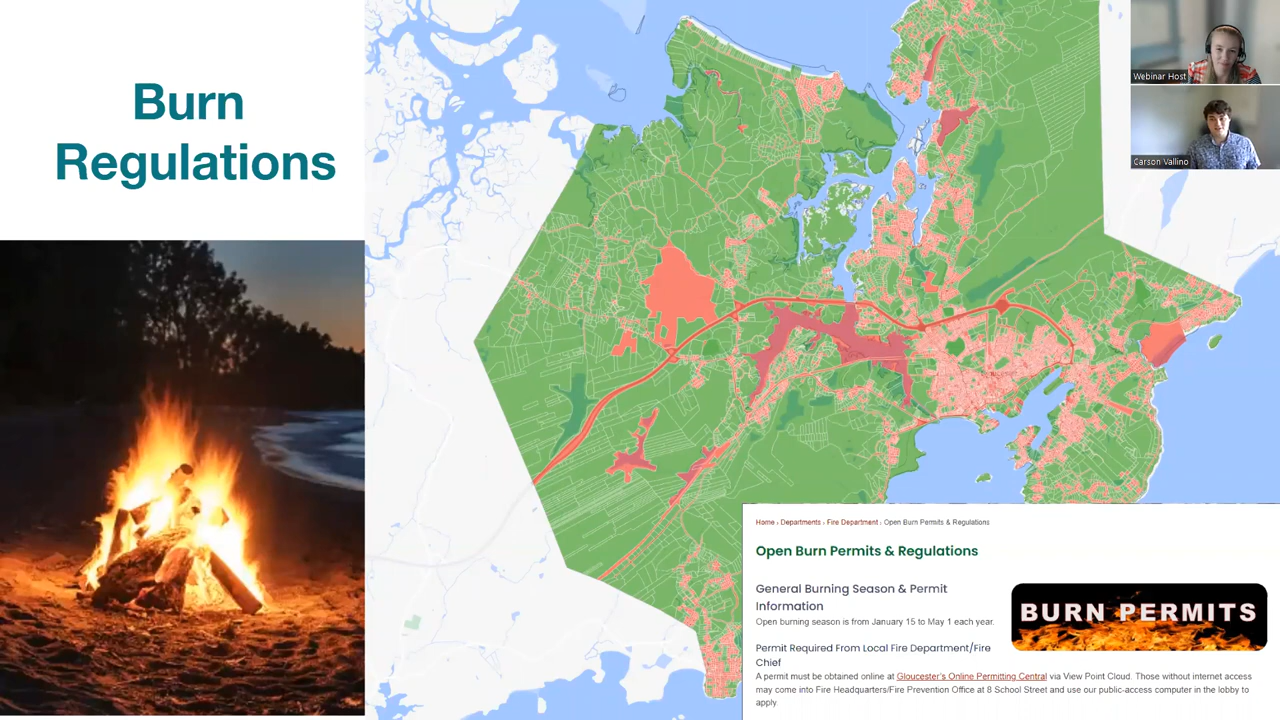 Burn
Regulations
Webinar Host
Carson Vallino
Home › Departments › Fire Department › Open Burn Permits & Regulations
Open Burn Permits & Regulations
General Burning Season & Permit
Information
Open burning season is from January 15 to May 1 each year.
Permit Required From Local Fire Department/Fire
Chief
A permit must be obtained online at Gloucester's Online Permitting Central via View Point Cloud. Those without internet access
may come into Fire Headquarters/Fire Prevention Office at 8 School Street and use our public-access computer in the lobby to
apply.
BURN PERMITS